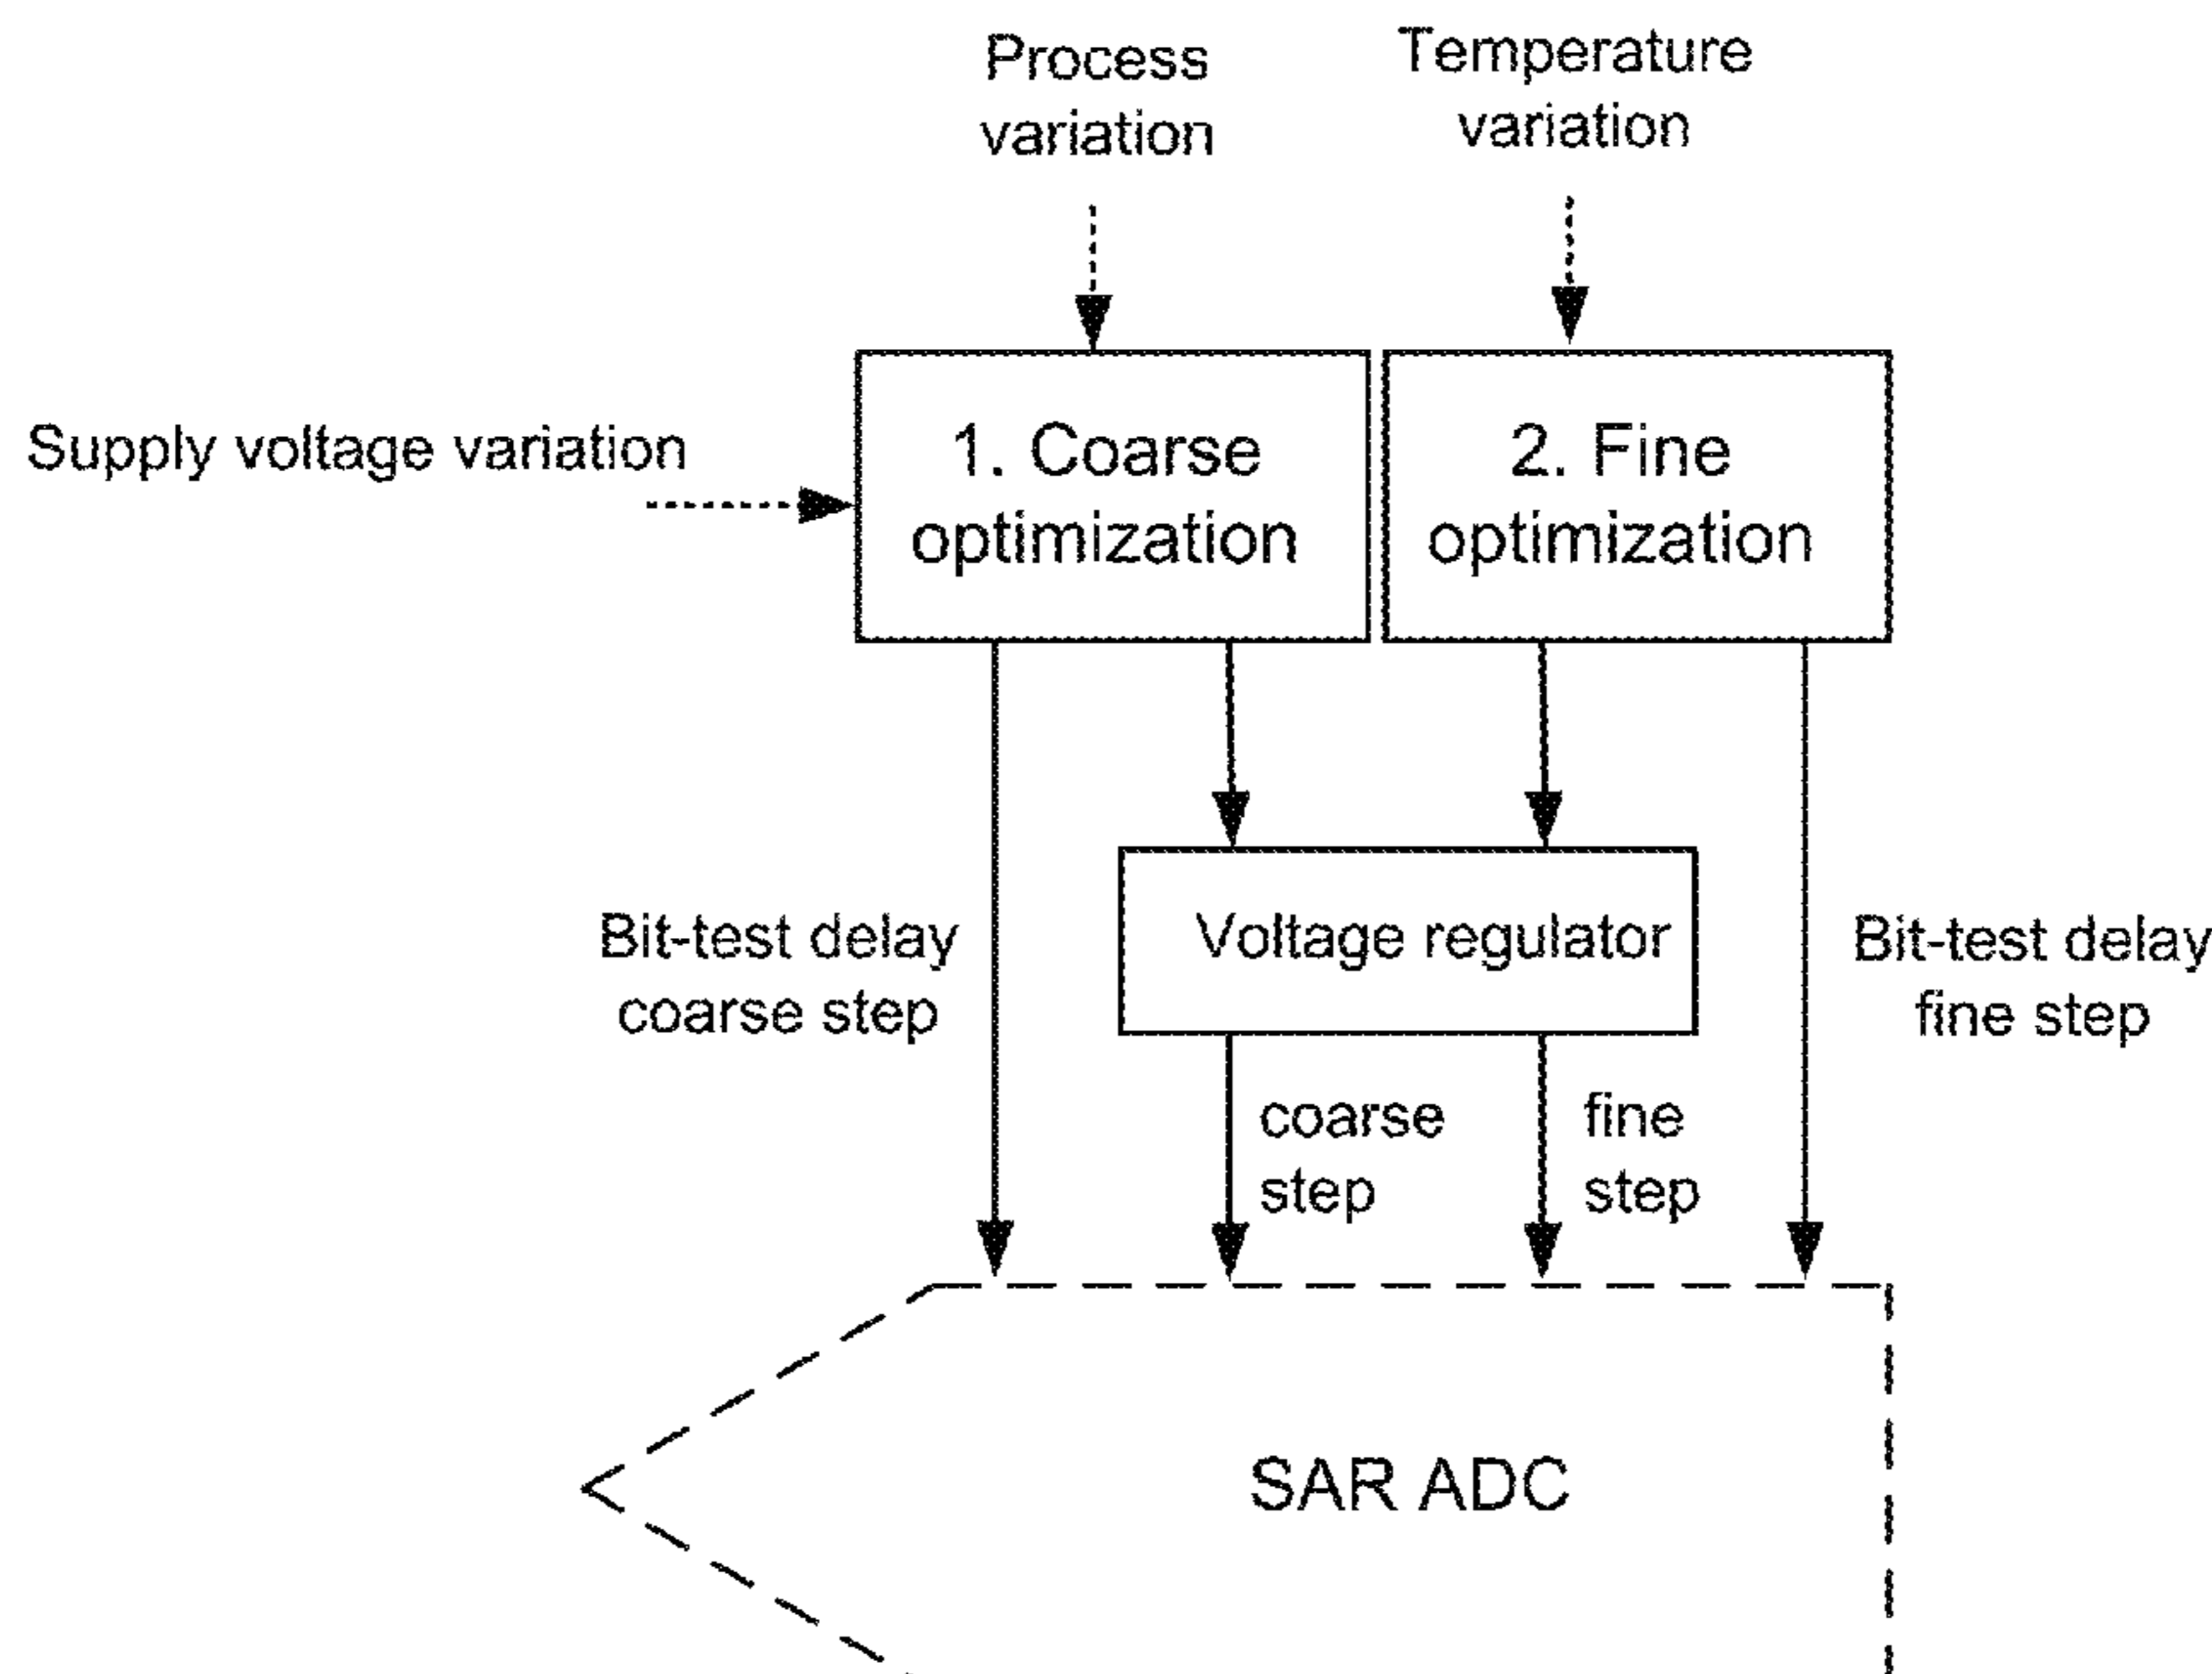 Process
variation
Temperature
variation
Supply voltage variation
1. Coarse
optimization
2. Fine
optimization
Bit-test delay
coarse step
Voltage regulator
Bit-test delay
fine step
coarse
step
fine
step
SAR ADC